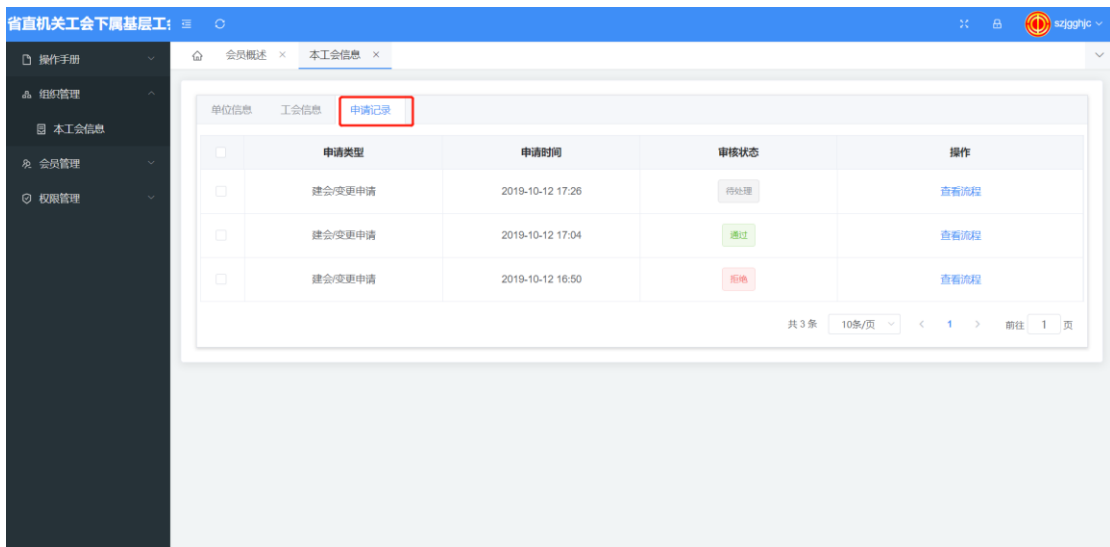 省直机关工会下属基层工会
szjgghjc
操作手册
会员概述 ×
本工会信息 ×
组织管理
本工会信息
会员管理
权限管理
单位信息
工会信息
申请记录
申请类型 申请时间 审核状态 操作
建会/变更申请 2019-10-12 17:26 待处理 查看流程
建会/变更申请 2019-10-12 17:04 通过 查看流程
建会/变更申请 2019-10-12 16:50 拒绝 查看流程
共 3 条 10条/页 < 1 > 前往 1 页